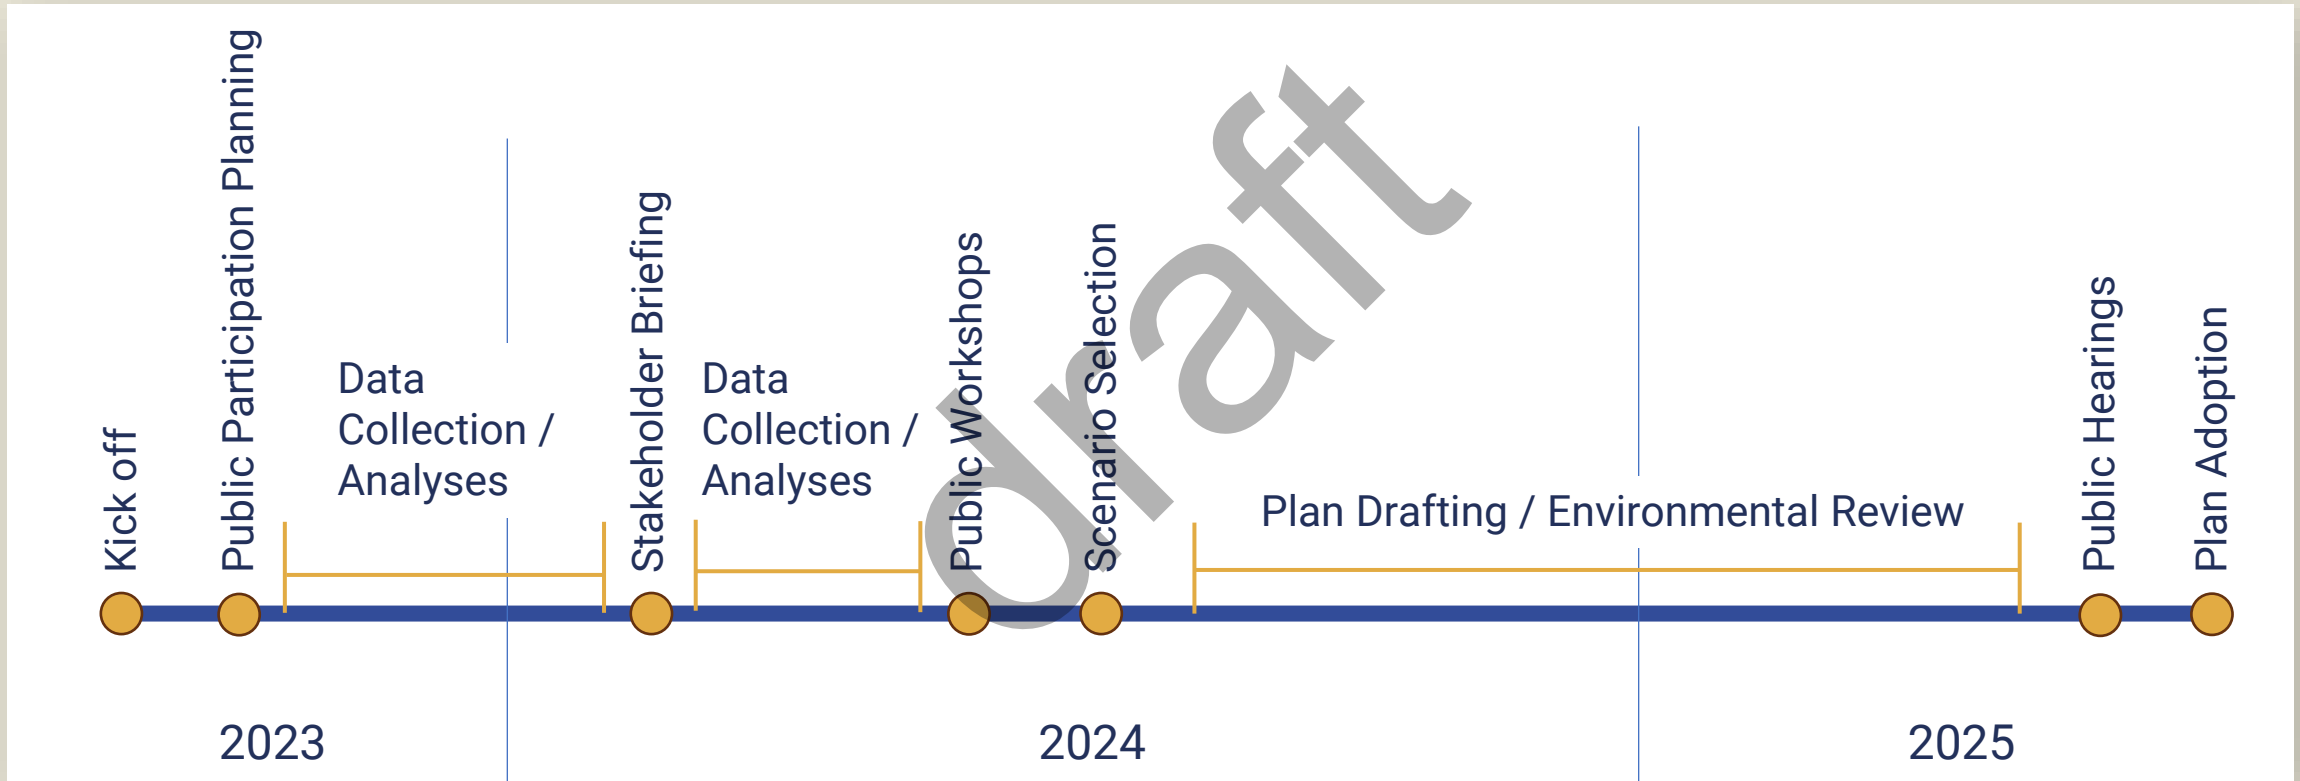 Kick off
Public Participation Planning
Data
Collection /
Analyses
Stakeholder Briefing
Data
Collection /
Analyses
Public Workshops
Scenario Selection
Plan Drafting / Environmental Review
Public Hearings
Plan Adoption
draft
2023
2024
2025